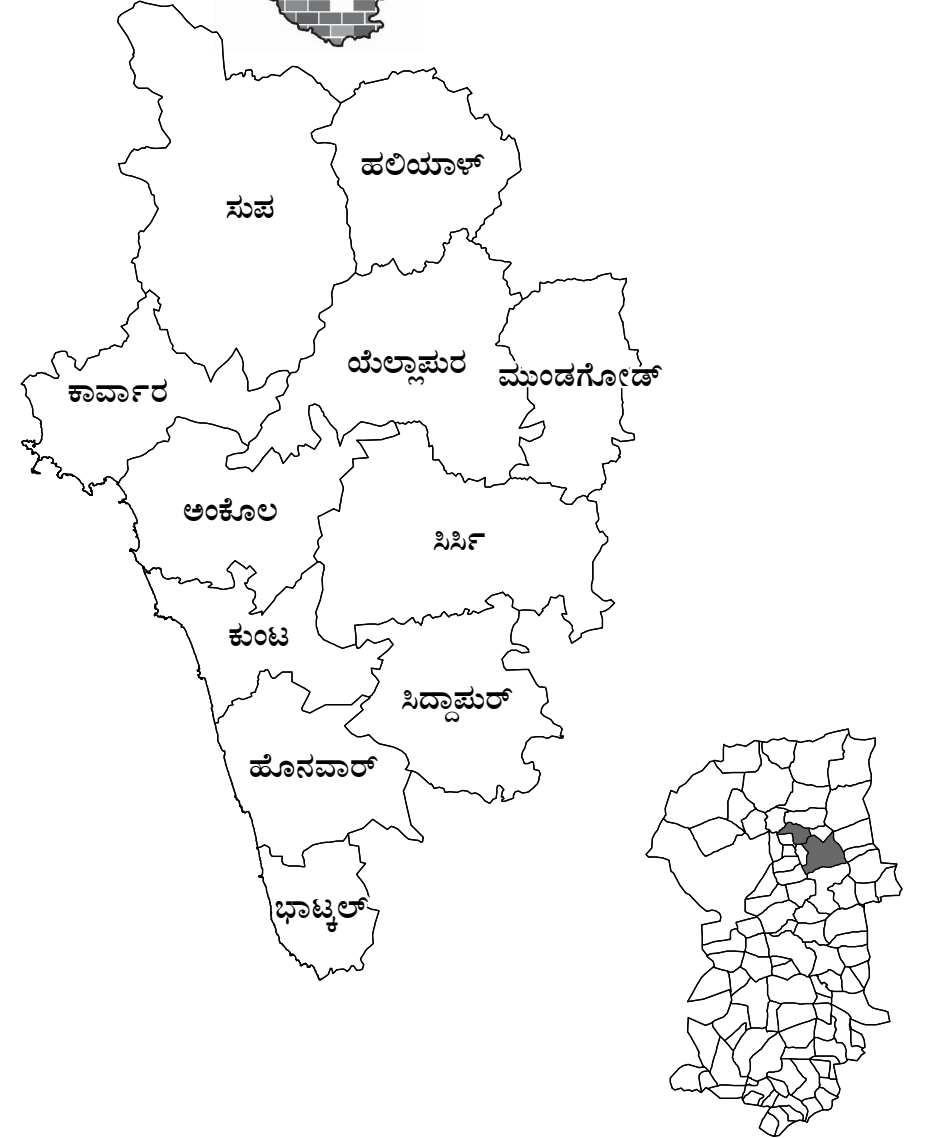 ಹಲಿಯಾಳ್
ಸುಪ
ಯೆಲ್ಲಾಪುರ
ಮುಂಡಗೋಡ್
ಕಾರ್ವಾರ
ಅಂಕೊಲ
ಸಿರ್ಸಿ
ಕುಂಟ
ಸಿದ್ದಾಪುರ್
ಹೊನವಾರ್
ಭಾಟ್ಕಲ್